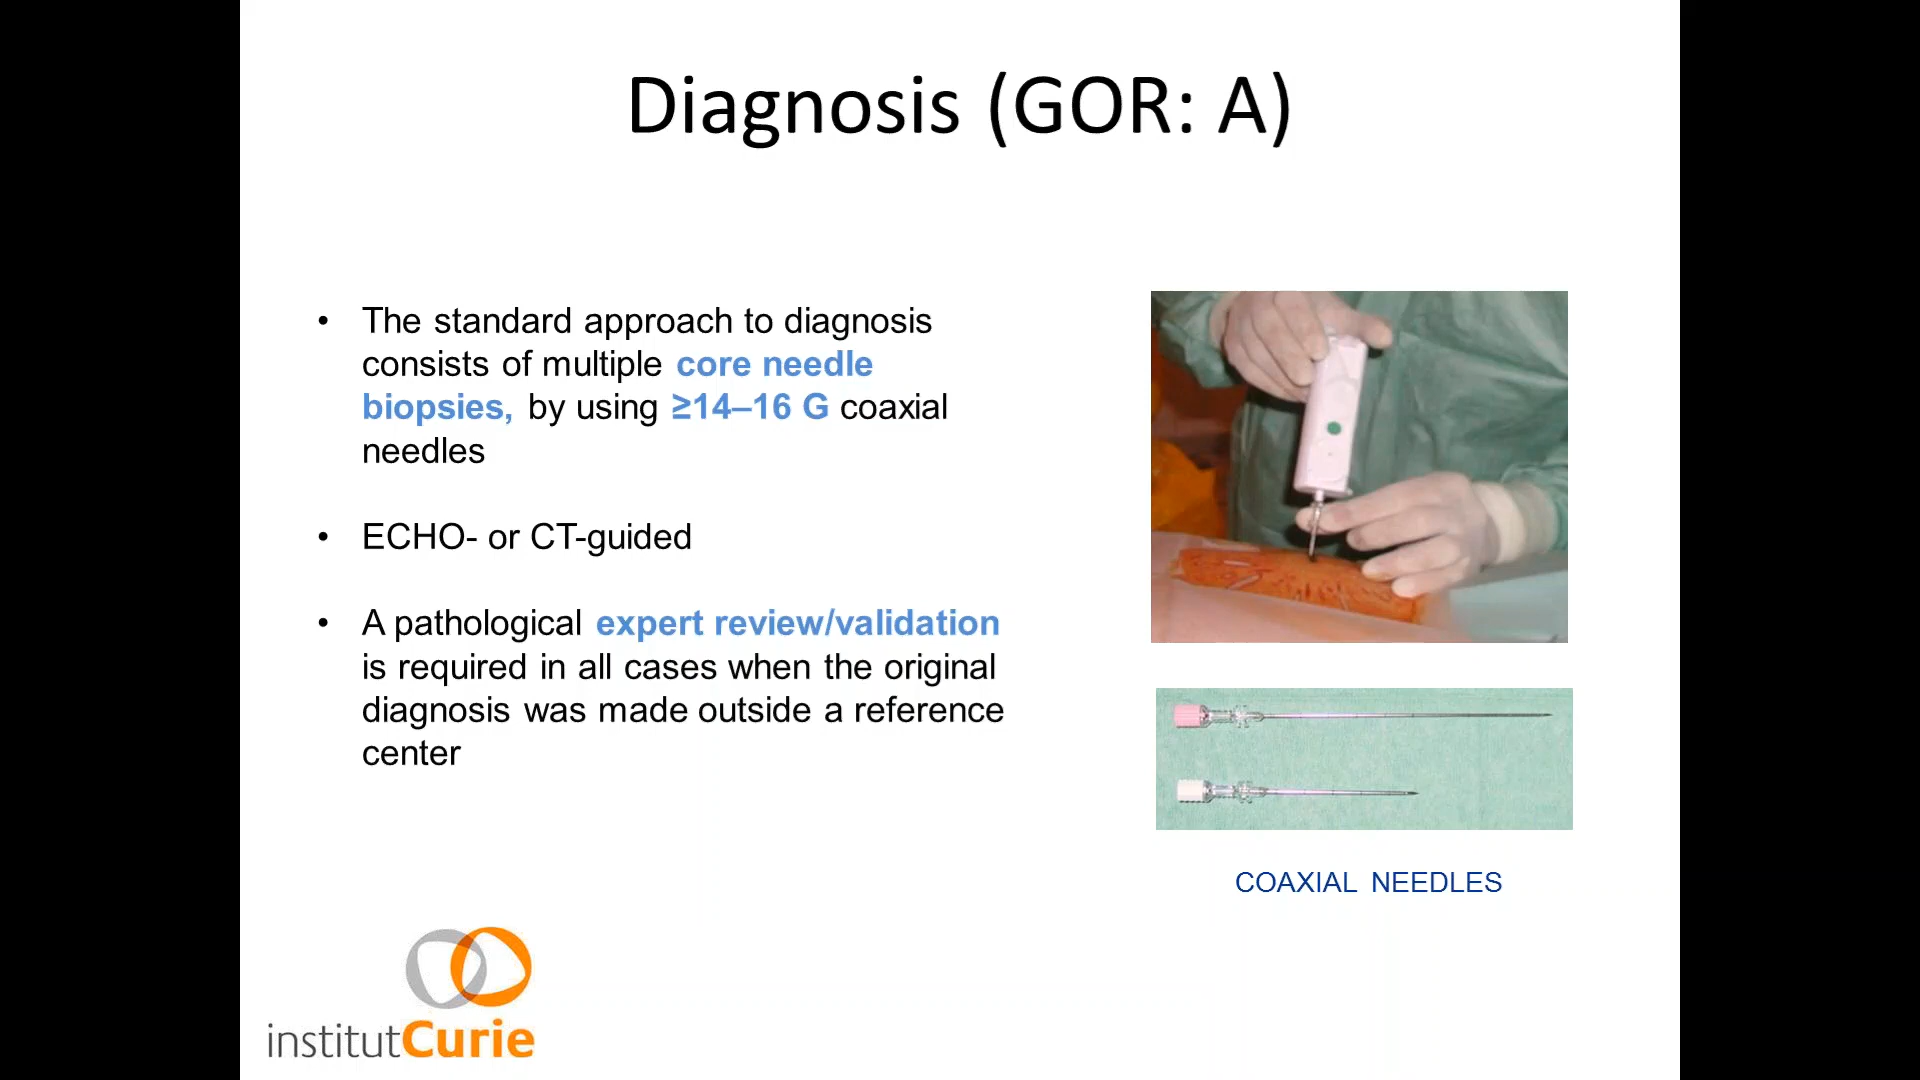 Diagnosis (GOR: A)
• The standard approach to diagnosis
consists of multiple core needle
biopsies, by using ≥14–16 G coaxial
needles
• ECHO- or CT-guided
• A pathological expert review/validation
is required in all cases when the original
diagnosis was made outside a reference
center
COAXIAL NEEDLES
institutCurie